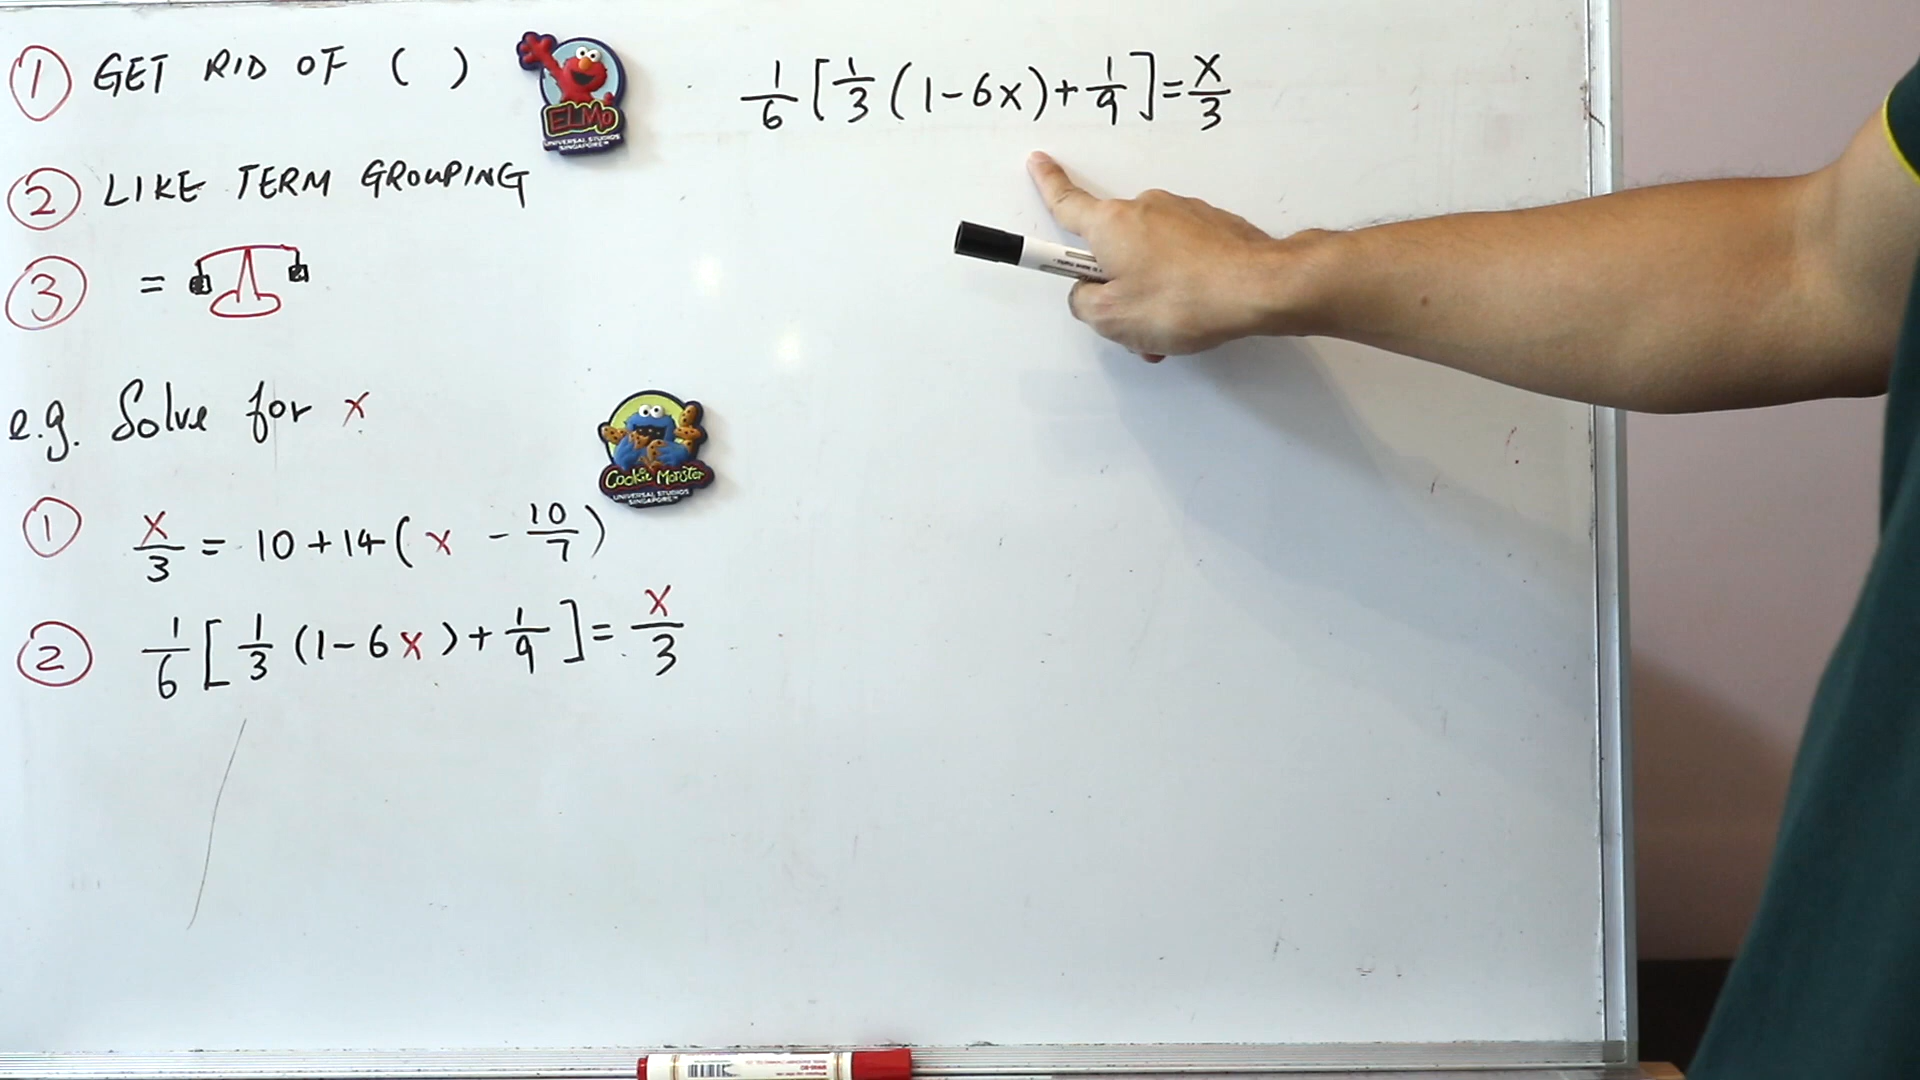 ① GET RID OF ( )
② LIKE TERM GROUPING
③ =
e.g. Solve for x
① x/3 = 10 + 14 ( x - 10/7 )
② 1/6 [ 1/3 ( 1 - 6x ) + 1/9 ] = x/3
1/6 [ 1/3 ( 1 - 6x ) + 1/9 ] = x/3
ELMO
UNIVERSAL STUDIOS
SINGAPORE™
Cookie Monster
UNIVERSAL STUDIOS
SINGAPORE™